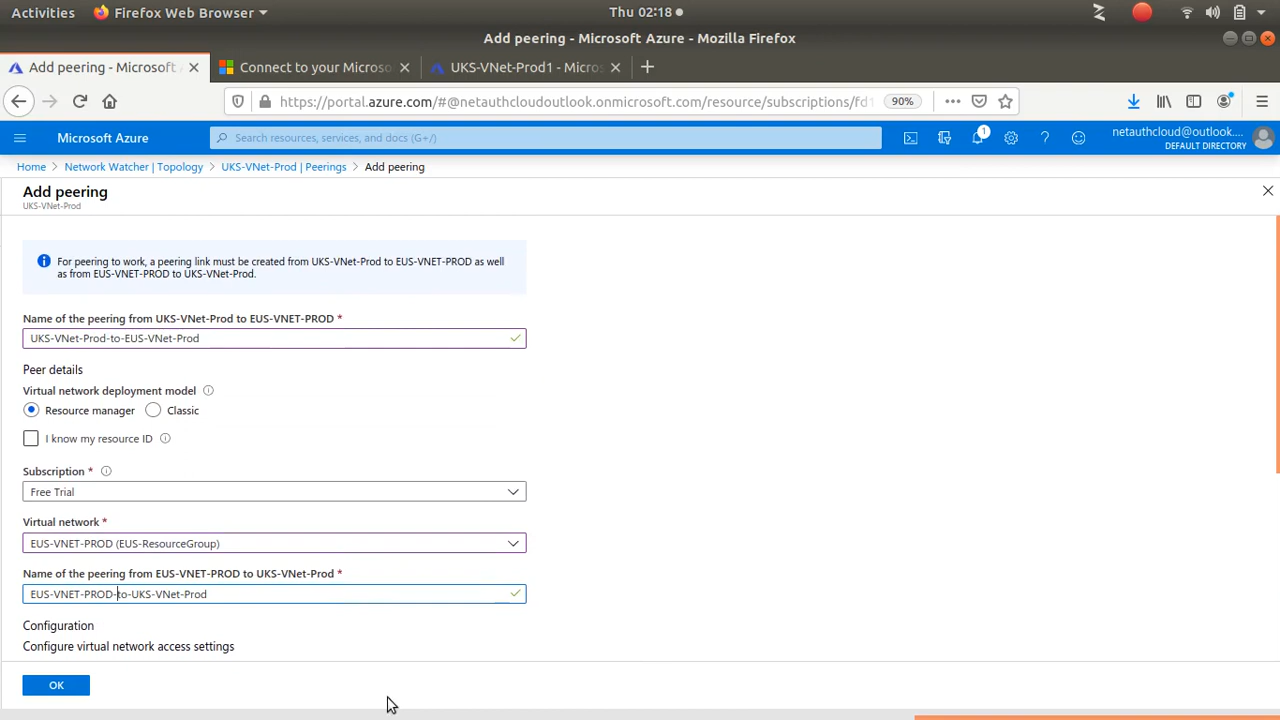 Activities
Firefox Web Browser
Thu 02:18
Add peering - Microsoft Azure - Mozilla Firefox
Add peering - Microsoft A
Connect to your Microso
UKS-VNet-Prod1 - Micros
https://portal.azure.com/#@netauthcloudoutlook.onmicrosoft.com/resource/subscriptions/fd1
90%
Microsoft Azure
Search resources, services, and docs (G+/)
1
netauthcloud@outlook....
DEFAULT DIRECTORY
Home > Network Watcher | Topology > UKS-VNet-Prod | Peerings > Add peering
Add peering
UKS-VNet-Prod
For peering to work, a peering link must be created from UKS-VNet-Prod to EUS-VNET-PROD as well
as from EUS-VNET-PROD to UKS-VNet-Prod.
Name of the peering from UKS-VNet-Prod to EUS-VNET-PROD *
UKS-VNet-Prod-to-EUS-VNet-Prod
Peer details
Virtual network deployment model
Resource manager Classic
I know my resource ID
Subscription *
Free Trial
Virtual network *
EUS-VNET-PROD (EUS-ResourceGroup)
Name of the peering from EUS-VNET-PROD to UKS-VNet-Prod *
EUS-VNET-PROD-to-UKS-VNet-Prod
Configuration
Configure virtual network access settings
OK